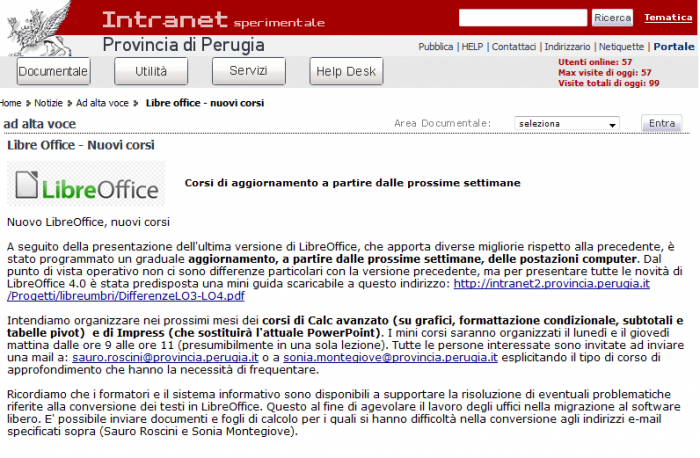 Intranet sperimentale
Ricerca Tematica
Provincia di Perugia
Pubblica | HELP | Contattaci | Indirizzario | Netiquette | Portale
Documentale Utilità Servizi Help Desk
Utenti online: 57
Max visite di oggi: 57
Visite totali di oggi: 99
Home Notizie Ad alta voce Libre office - nuovi corsi
ad alta voce
Area Documentale: seleziona Entra
Libre Office - Nuovi corsi
LibreOffice
Corsi di aggiornamento a partire dalle prossime settimane
Nuovo LibreOffice, nuovi corsi
A seguito della presentazione dell'ultima versione di LibreOffice, che apporta diverse migliorie rispetto alla precedente, è
stato programmato un graduale aggiornamento, a partire dalle prossime settimane, delle postazioni computer. Dal
punto di vista operativo non ci sono differenze particolari con la versione precedente, ma per presentare tutte le novità di
LibreOffice 4.0 è stata predisposta una mini guida scaricabile a questo indirizzo: http://intranet2.provincia.perugia.it
/Progetti/libreumbri/DifferenzeLO3-LO4.pdf
Intendiamo organizzare nei prossimi mesi dei corsi di Calc avanzato (su grafici, formattazione condizionale, subtotali e
tabelle pivot) e di Impress (che sostituirà l'attuale PowerPoint). I mini corsi saranno organizzati il lunedì e il giovedì
mattina dalle ore 9 alle ore 11 (presumibilmente in una sola lezione). Tutte le persone interessate sono invitate ad inviare
una mail a: sauro.roscini@provincia.perugia.it o a sonia.montegiove@provincia.perugia.it esplicitando il tipo di corso di
approfondimento che hanno la necessità di frequentare.
Ricordiamo che i formatori e il sistema informativo sono disponibili a supportare la risoluzione di eventuali problematiche
riferite alla conversione dei testi in LibreOffice. Questo al fine di agevolare il lavoro degli uffici nella migrazione al software
libero. E' possibile inviare documenti e fogli di calcolo per i quali si hanno difficoltà nella conversione agli indirizzi e-mail
specificati sopra (Sauro Roscini e Sonia Montegiove).